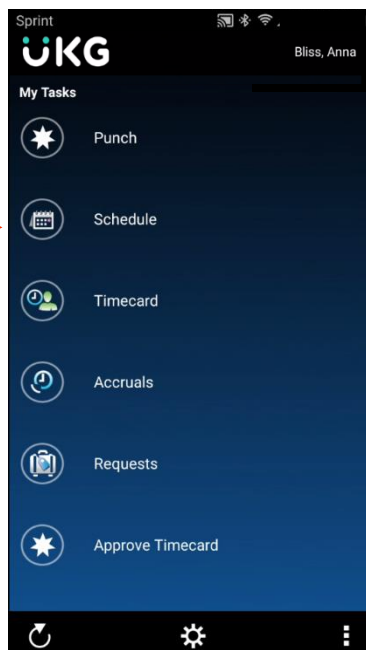 Sprint
UKG
Bliss, Anna
My Tasks
Punch
Schedule
Timecard
Accruals
Requests
Approve Timecard